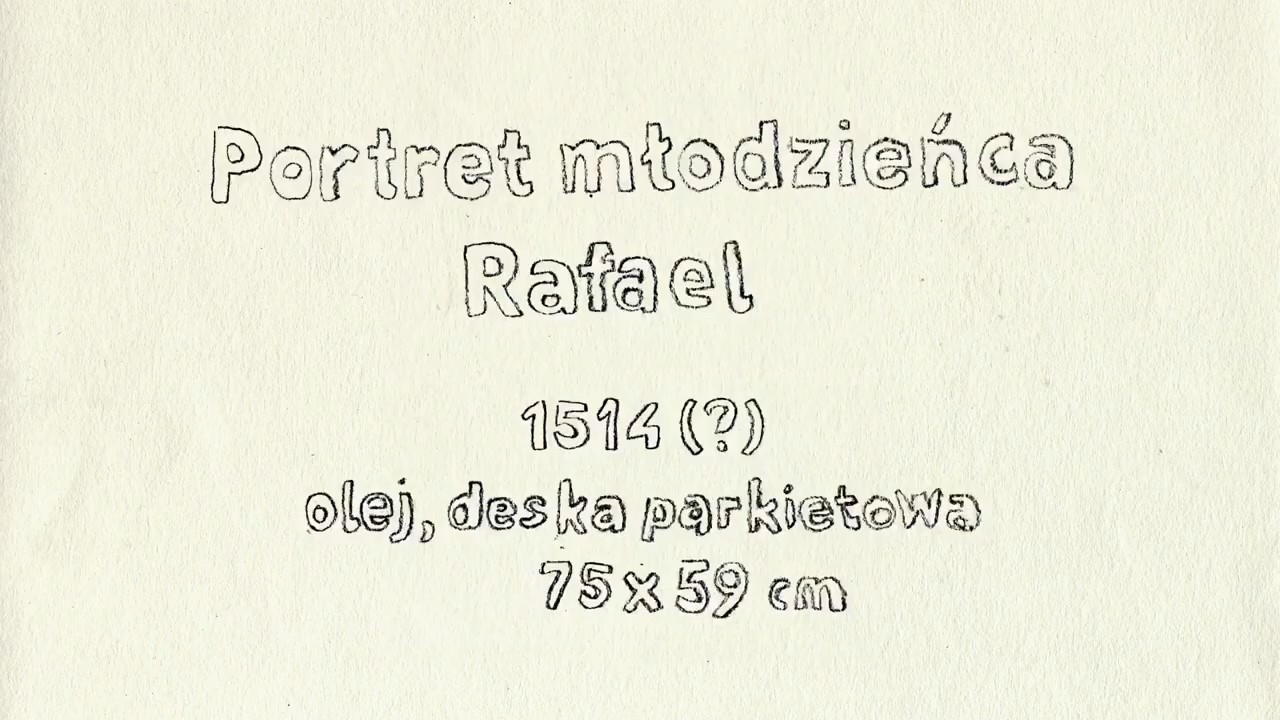 Portret młodzieńca
Rafael
1514 (?)
olej, deska parkietowa
75 x 59 cm